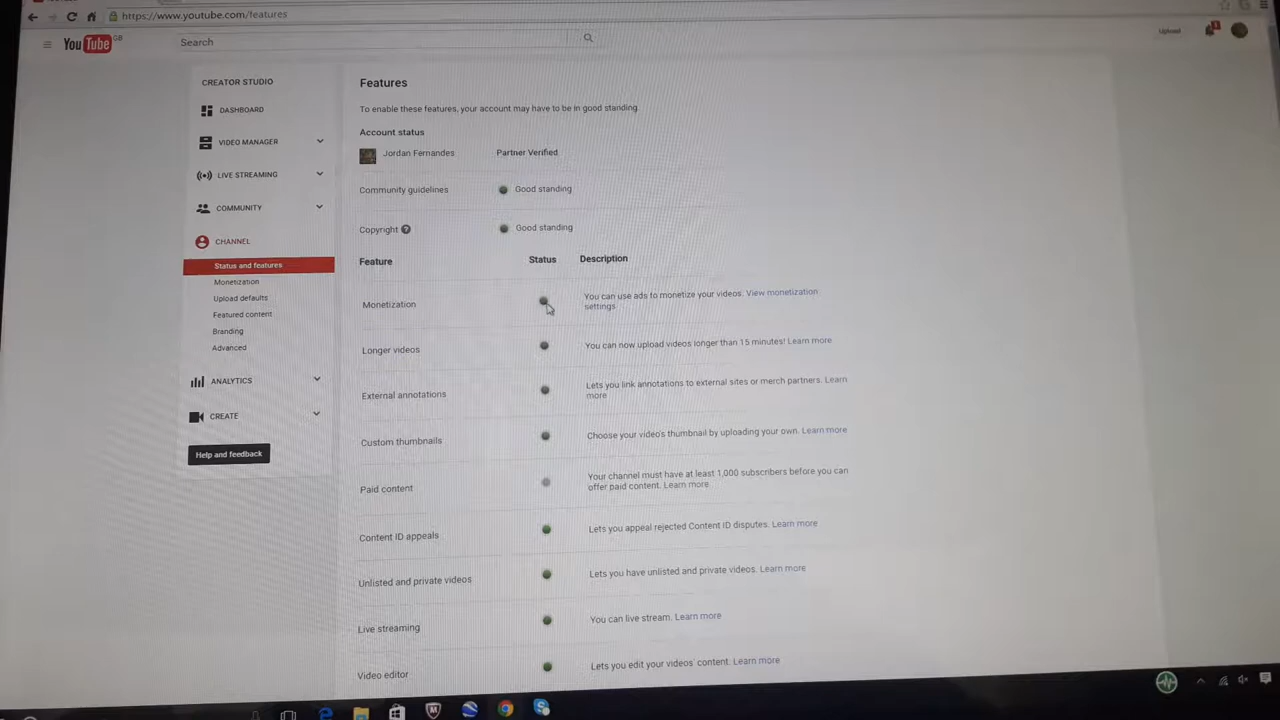 https://www.youtube.com/features
YouTube GB
Search
Upload
CREATOR STUDIO
DASHBOARD
VIDEO MANAGER
LIVE STREAMING
COMMUNITY
CHANNEL
Status and features
Monetization
Upload defaults
Featured content
Branding
Advanced
ANALYTICS
CREATE
Help and feedback
Features
To enable these features, your account may have to be in good standing.
Account status
Jordan Fernandes Partner Verified
Community guidelines Good standing
Copyright ? Good standing
Feature Status Description
Monetization You can use ads to monetize your videos. View monetization
settings
Longer videos You can now upload videos longer than 15 minutes! Learn more
External annotations Lets you link annotations to external sites or merch partners. Learn
more
Custom thumbnails Choose your video's thumbnail by uploading your own. Learn more
Paid content Your channel must have at least 1,000 subscribers before you can
offer paid content. Learn more
Content ID appeals Lets you appeal rejected Content ID disputes. Learn more
Unlisted and private videos Lets you have unlisted and private videos. Learn more
Live streaming You can live stream. Learn more
Video editor Lets you edit your videos' content. Learn more